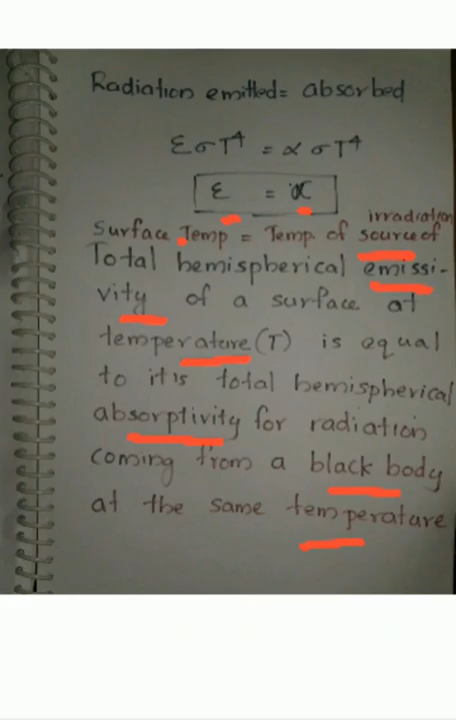 Radiation emitted = absorbed
εσT⁴ = ασT⁴
ε = α
Surface Temp = Temp. of source of irradiation
Total hemispherical emissi-
vity of a surface at
temperature (T) is equal
to it's total hemispherical
absorptivity for radiation
coming from a black body
at the same temperature